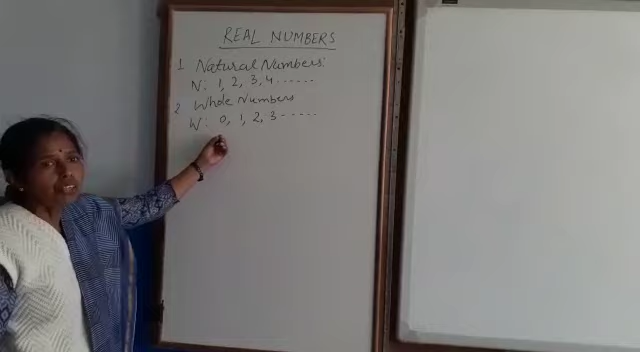 REAL NUMBERS
1 Natural Numbers:
N: 1, 2, 3, 4 ......
2 Whole Numbers
W: 0, 1, 2, 3 ......